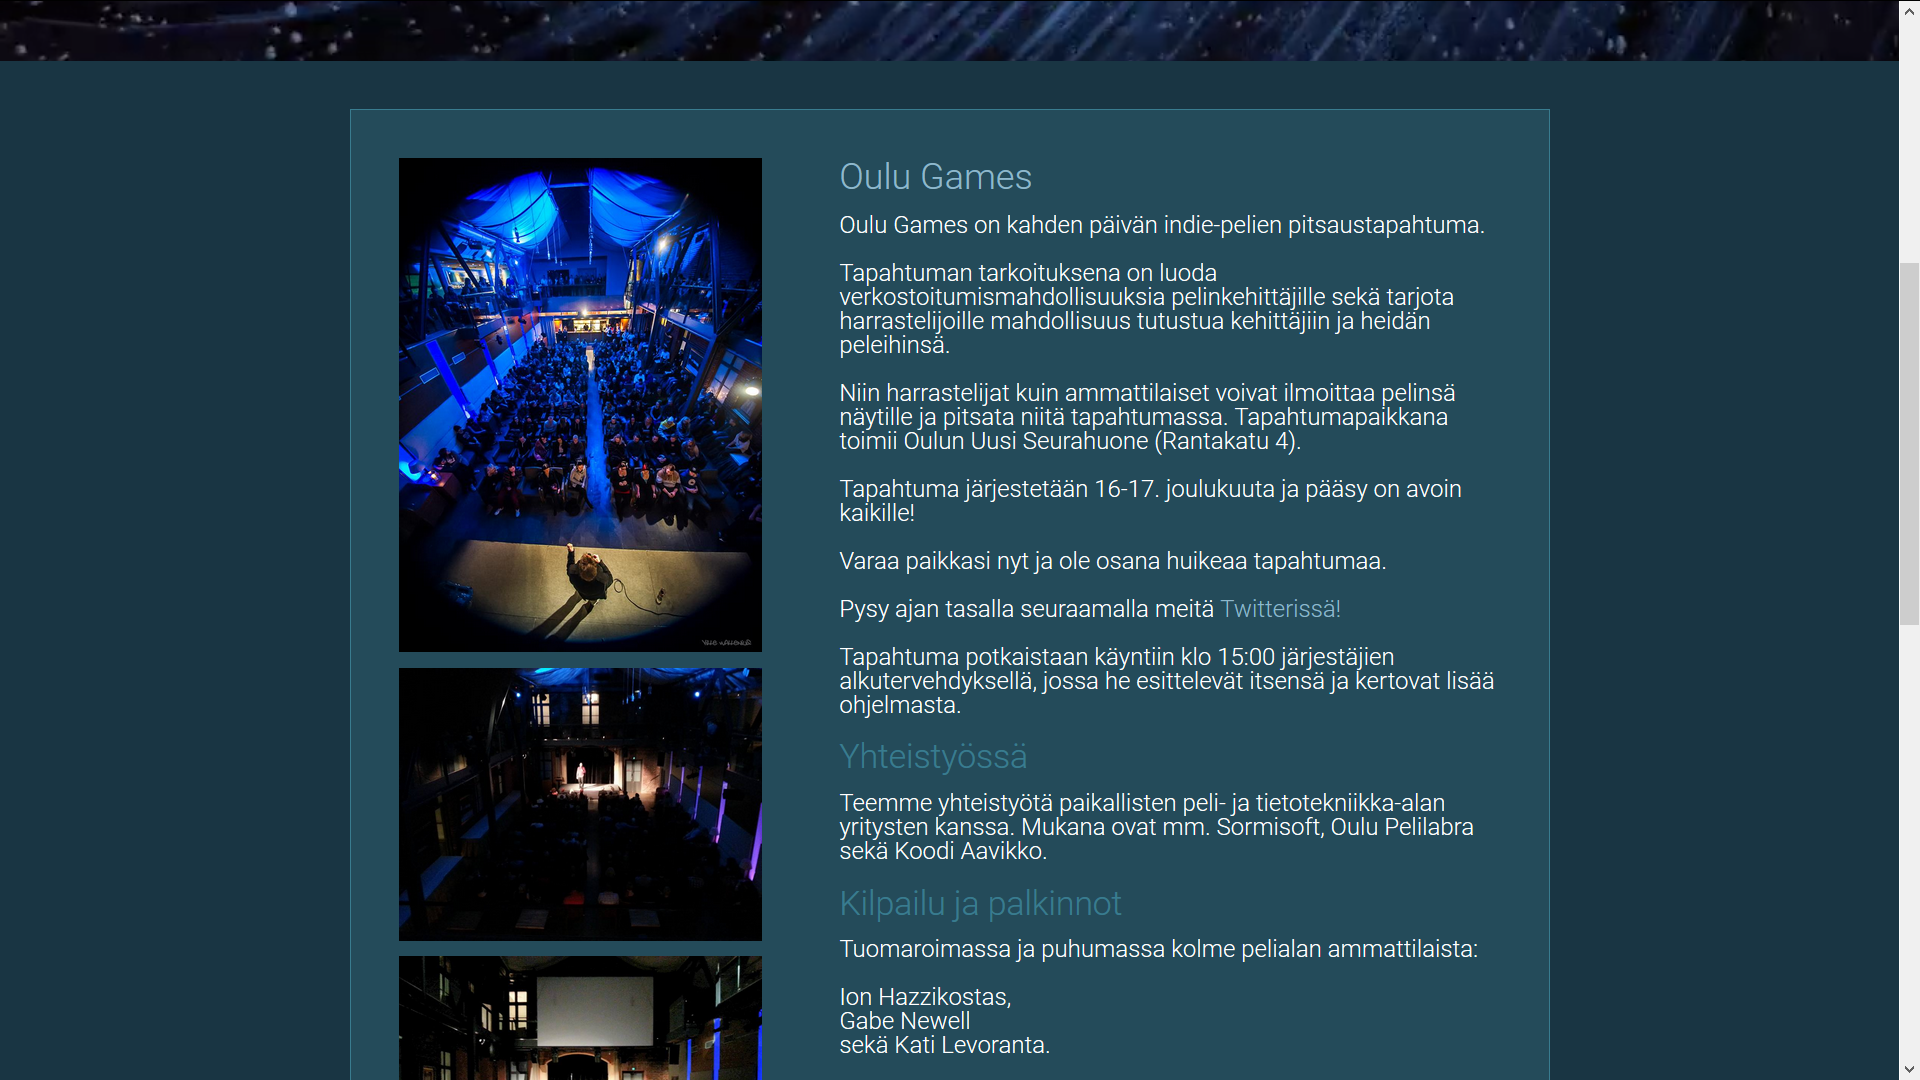 Oulu Games
Oulu Games on kahden päivän indie-pelien pitsaustapahtuma.
Tapahtuman tarkoituksena on luoda
verkostoitumismahdollisuuksia pelinkehittäjille sekä tarjota
harrastelijoille mahdollisuus tutustua kehittäjiin ja heidän
peleihinsä.
Niin harrastelijat kuin ammattilaiset voivat ilmoittaa pelinsä
näytille ja pitsata niitä tapahtumassa. Tapahtumapaikkana
toimii Oulun Uusi Seurahuone (Rantakatu 4).
Tapahtuma järjestetään 16-17. joulukuuta ja pääsy on avoin
kaikille!
Varaa paikkasi nyt ja ole osana huikeaa tapahtumaa.
Pysy ajan tasalla seuraamalla meitä Twitterissä!
Tapahtuma potkaistaan käyntiin klo 15:00 järjestäjien
alkutervehdyksellä, jossa he esittelevät itsensä ja kertovat lisää
ohjelmasta.
Yhteistyössä
Teemme yhteistyötä paikallisten peli- ja tietotekniikka-alan
yritysten kanssa. Mukana ovat mm. Sormisoft, Oulu Pelilabra
sekä Koodi Aavikko.
Kilpailu ja palkinnot
Tuomaroimassa ja puhumassa kolme pelialan ammattilaista:
Ion Hazzikostas,
Gabe Newell
sekä Kati Levoranta.